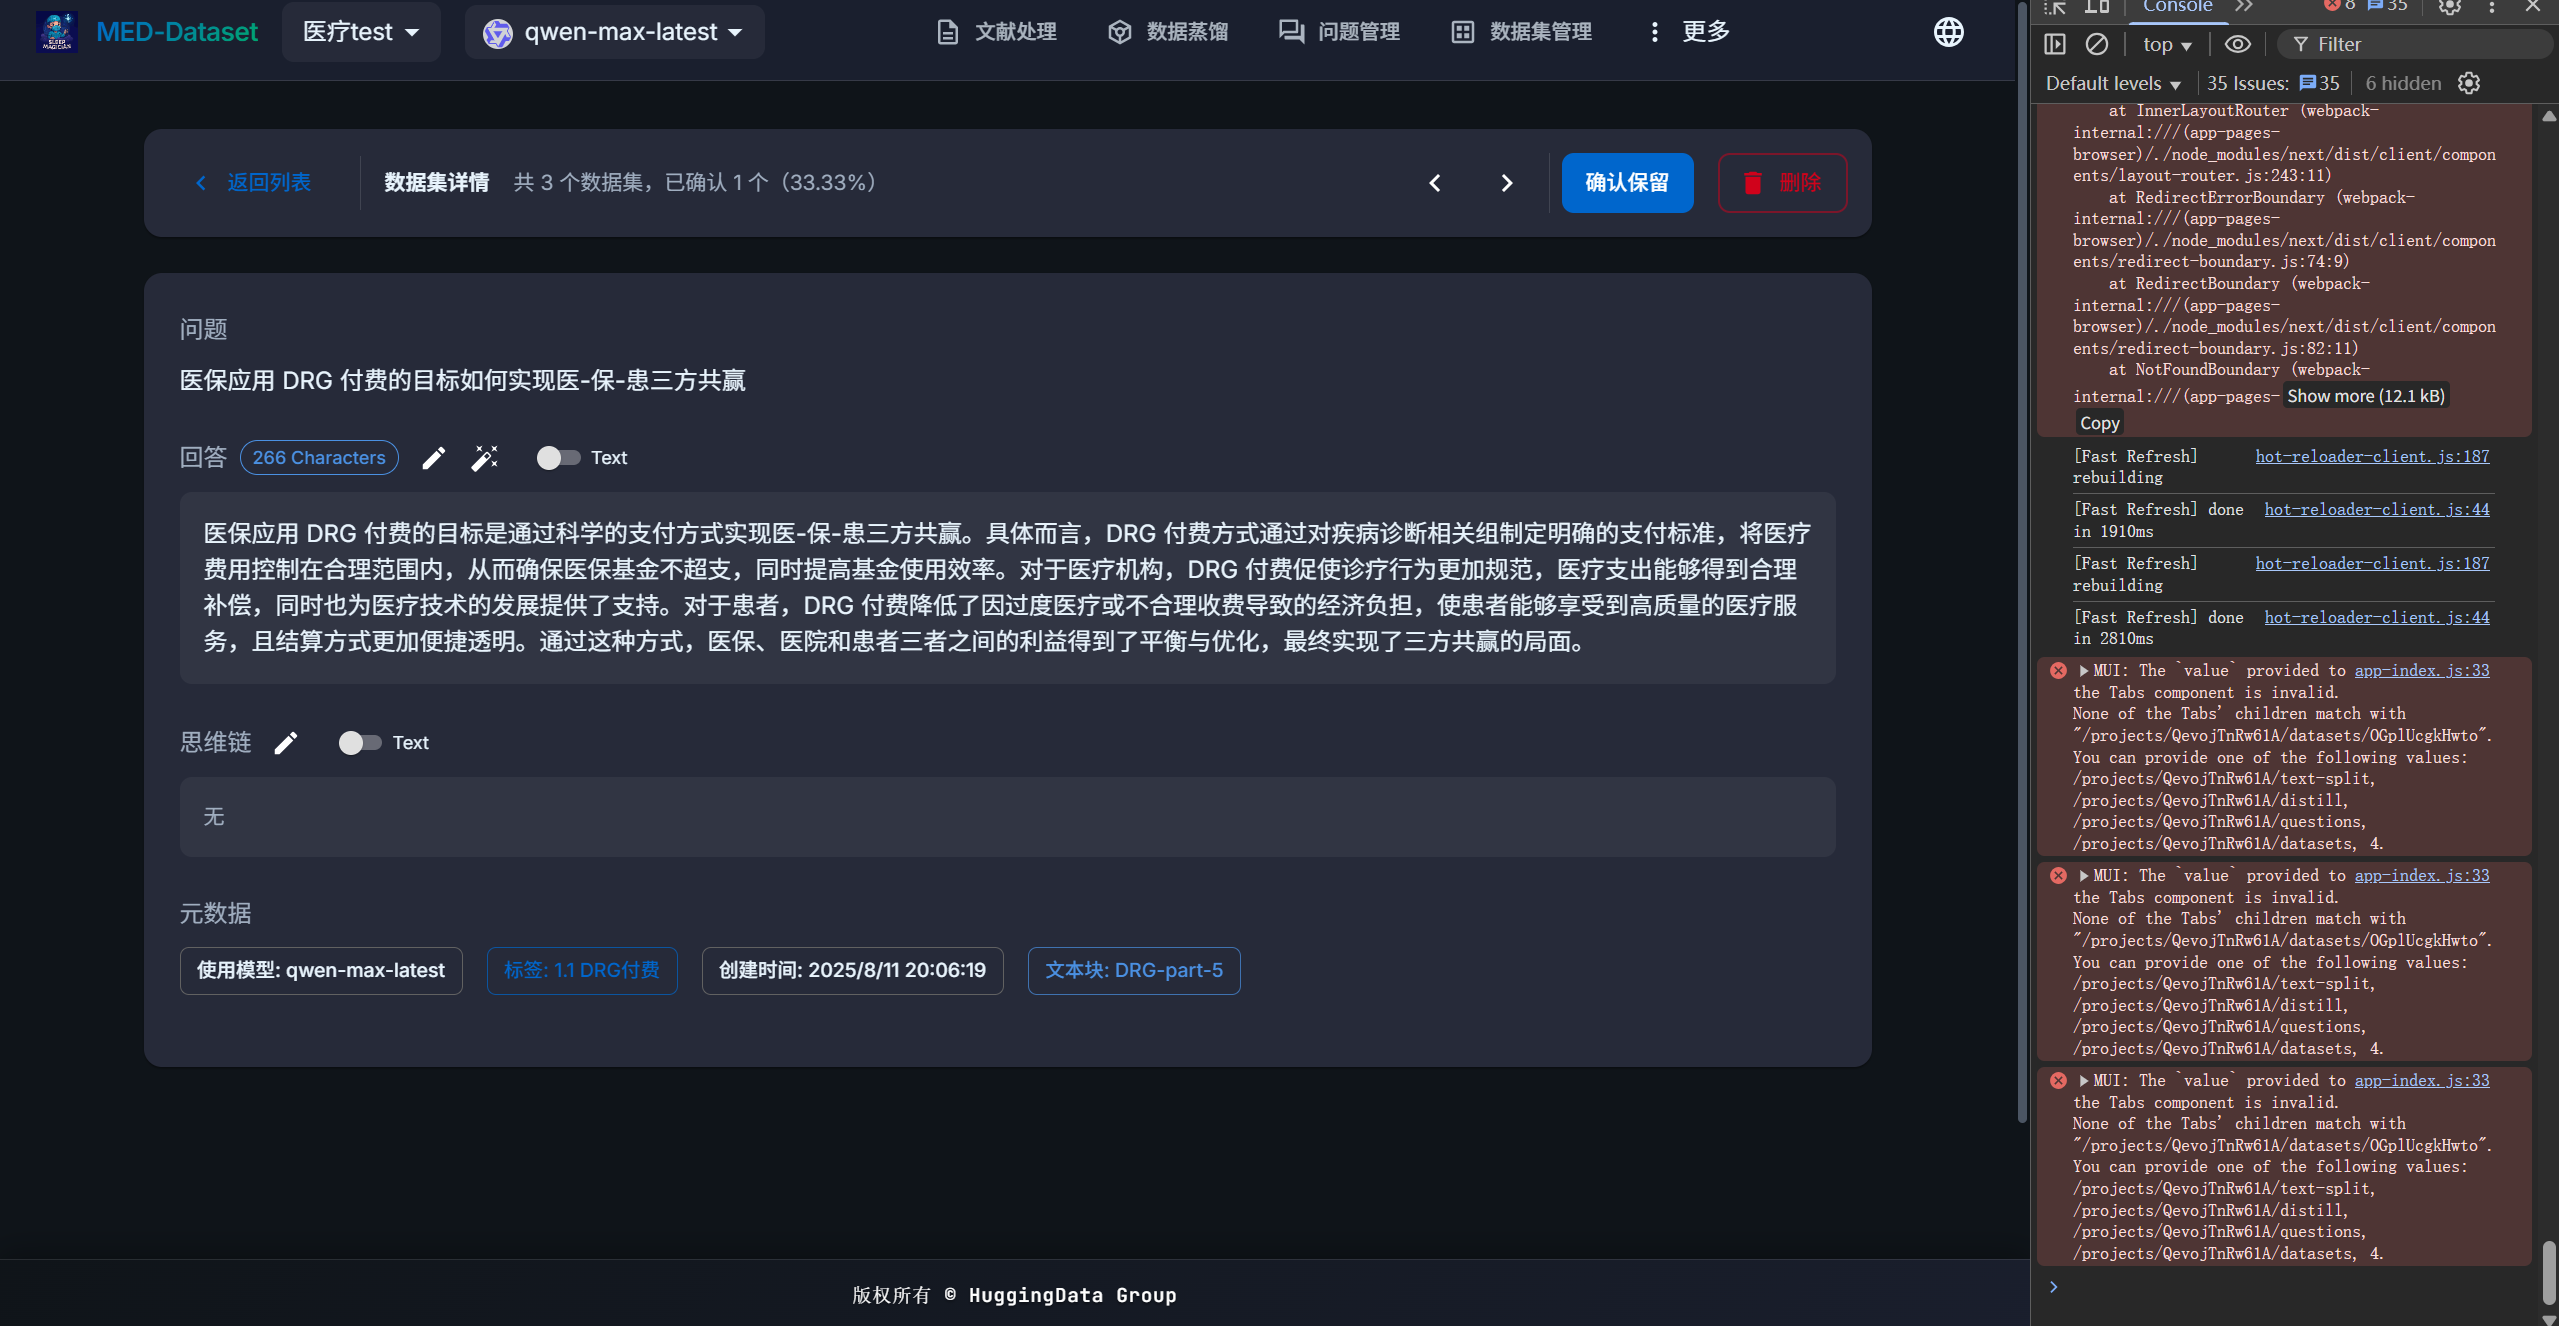 MED-Dataset
医疗test
qwen-max-latest
文献处理
数据蒸馏
问题管理
数据集管理
更多
返回列表
数据集详情
共 3 个数据集，已确认 1 个（33.33%）
确认保留
删除
问题
医保应用 DRG 付费的目标如何实现医-保-患三方共赢
回答
266 Characters
Text
医保应用 DRG 付费的目标是通过科学的支付方式实现医-保-患三方共赢。具体而言，DRG 付费方式通过对疾病诊断相关组制定明确的支付标准，将医疗
费用控制在合理范围内，从而确保医保基金不超支，同时提高基金使用效率。对于医疗机构，DRG 付费促使诊疗行为更加规范，医疗支出能够得到合理
补偿，同时也为医疗技术的发展提供了支持。对于患者，DRG 付费降低了因过度医疗或不合理收费导致的经济负担，使患者能够享受到高质量的医疗服
务，且结算方式更加便捷透明。通过这种方式，医保、医院和患者三者之间的利益得到了平衡与优化，最终实现了三方共赢的局面。
思维链
Text
无
元数据
使用模型: qwen-max-latest
标签: 1.1 DRG付费
创建时间: 2025/8/11 20:06:19
文本块: DRG-part-5
版权所有 © HuggingData Group
Console
8
35
top
Filter
Default levels
35 Issues:
35
6 hidden
at InnerLayoutRouter (webpack-
internal:///(app-pages-
browser)/./node_modules/next/dist/client/compon
ents/layout-router.js:243:11)
at RedirectErrorBoundary (webpack-
internal:///(app-pages-
browser)/./node_modules/next/dist/client/compon
ents/redirect-boundary.js:74:9)
at RedirectBoundary (webpack-
internal:///(app-pages-
browser)/./node_modules/next/dist/client/compon
ents/redirect-boundary.js:82:11)
at NotFoundBoundary (webpack-
internal:///(app-pages- Show more (12.1 kB)
Copy
[Fast Refresh] hot-reloader-client.js:187
rebuilding
[Fast Refresh] done hot-reloader-client.js:44
in 1910ms
[Fast Refresh] hot-reloader-client.js:187
rebuilding
[Fast Refresh] done hot-reloader-client.js:44
in 2810ms
MUI: The `value` provided to app-index.js:33
the Tabs component is invalid.
None of the Tabs' children match with
"/projects/QevojTnRw61A/datasets/OGplUcgkHwto".
You can provide one of the following values:
/projects/QevojTnRw61A/text-split,
/projects/QevojTnRw61A/distill,
/projects/QevojTnRw61A/questions,
/projects/QevojTnRw61A/datasets, 4.
MUI: The `value` provided to app-index.js:33
the Tabs component is invalid.
None of the Tabs' children match with
"/projects/QevojTnRw61A/datasets/OGplUcgkHwto".
You can provide one of the following values:
/projects/QevojTnRw61A/text-split,
/projects/QevojTnRw61A/distill,
/projects/QevojTnRw61A/questions,
/projects/QevojTnRw61A/datasets, 4.
MUI: The `value` provided to app-index.js:33
the Tabs component is invalid.
None of the Tabs' children match with
"/projects/QevojTnRw61A/datasets/OGplUcgkHwto".
You can provide one of the following values:
/projects/QevojTnRw61A/text-split,
/projects/QevojTnRw61A/distill,
/projects/QevojTnRw61A/questions,
/projects/QevojTnRw61A/datasets, 4.